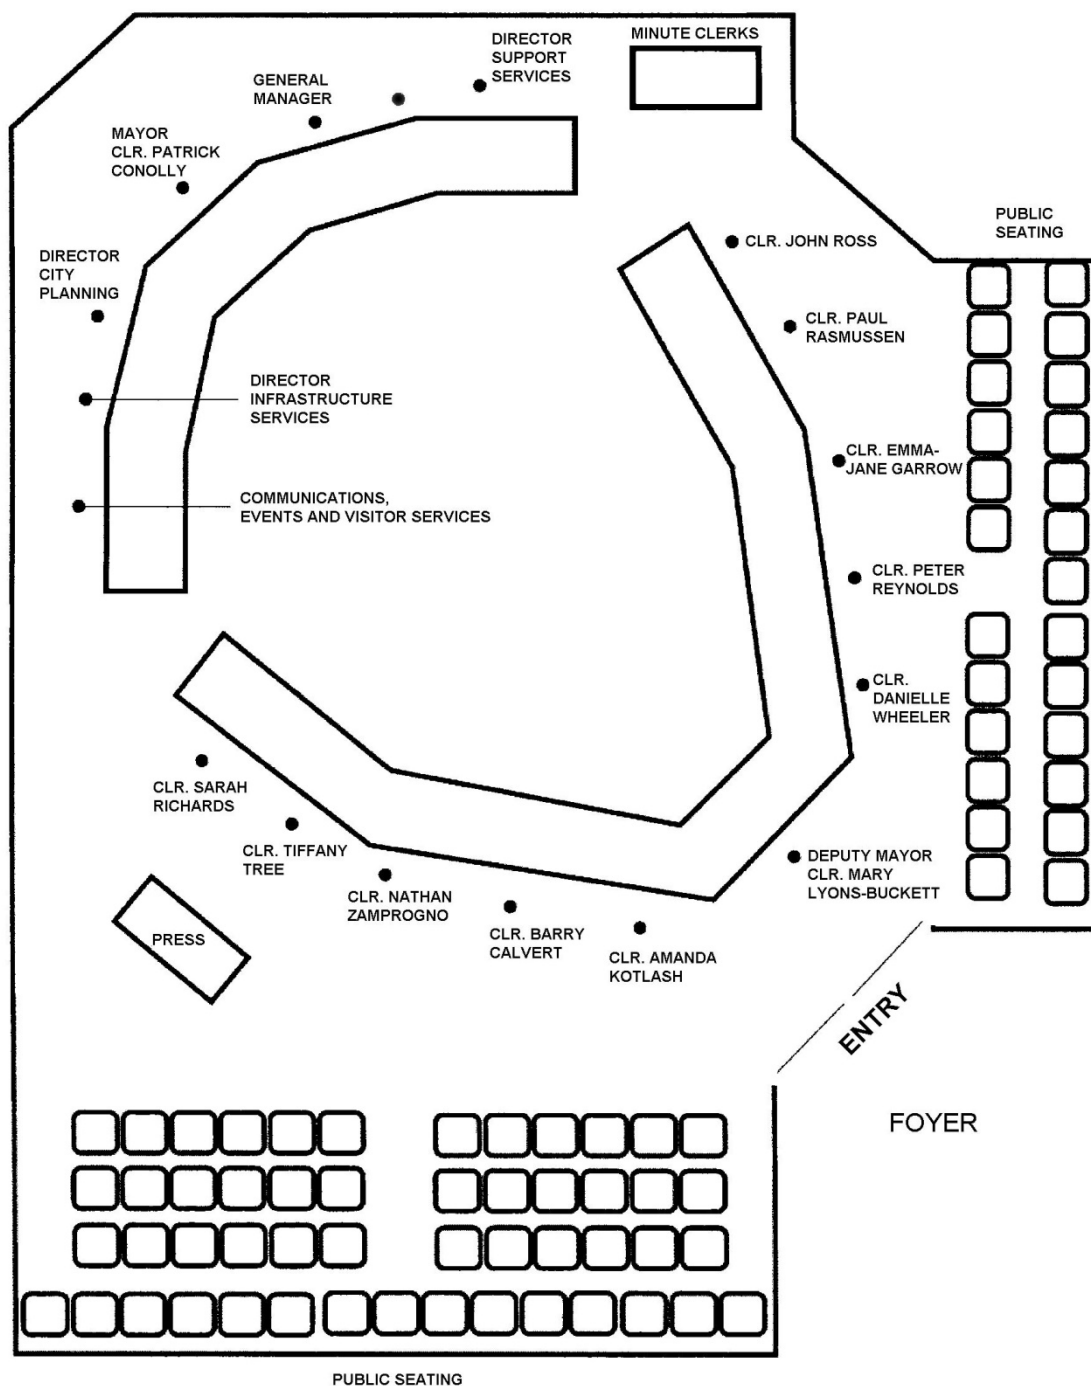 MINUTE CLERKS
DIRECTOR
SUPPORT
SERVICES
GENERAL
MANAGER
MAYOR
CLR. PATRICK
CONOLLY
DIRECTOR
CITY
PLANNING
DIRECTOR
INFRASTRUCTURE
SERVICES
COMMUNICATIONS,
EVENTS AND VISITOR SERVICES
PUBLIC
SEATING
CLR. JOHN ROSS
CLR. PAUL
RASMUSSEN
CLR. EMMA-
JANE GARROW
CLR. PETER
REYNOLDS
CLR.
DANIELLE
WHEELER
DEPUTY MAYOR
CLR. MARY
LYONS-BUCKETT
CLR. SARAH
RICHARDS
CLR. TIFFANY
TREE
CLR. NATHAN
ZAMPROGNO
CLR. BARRY
CALVERT
CLR. AMANDA
KOTLASH
PRESS
ENTRY
FOYER
PUBLIC SEATING